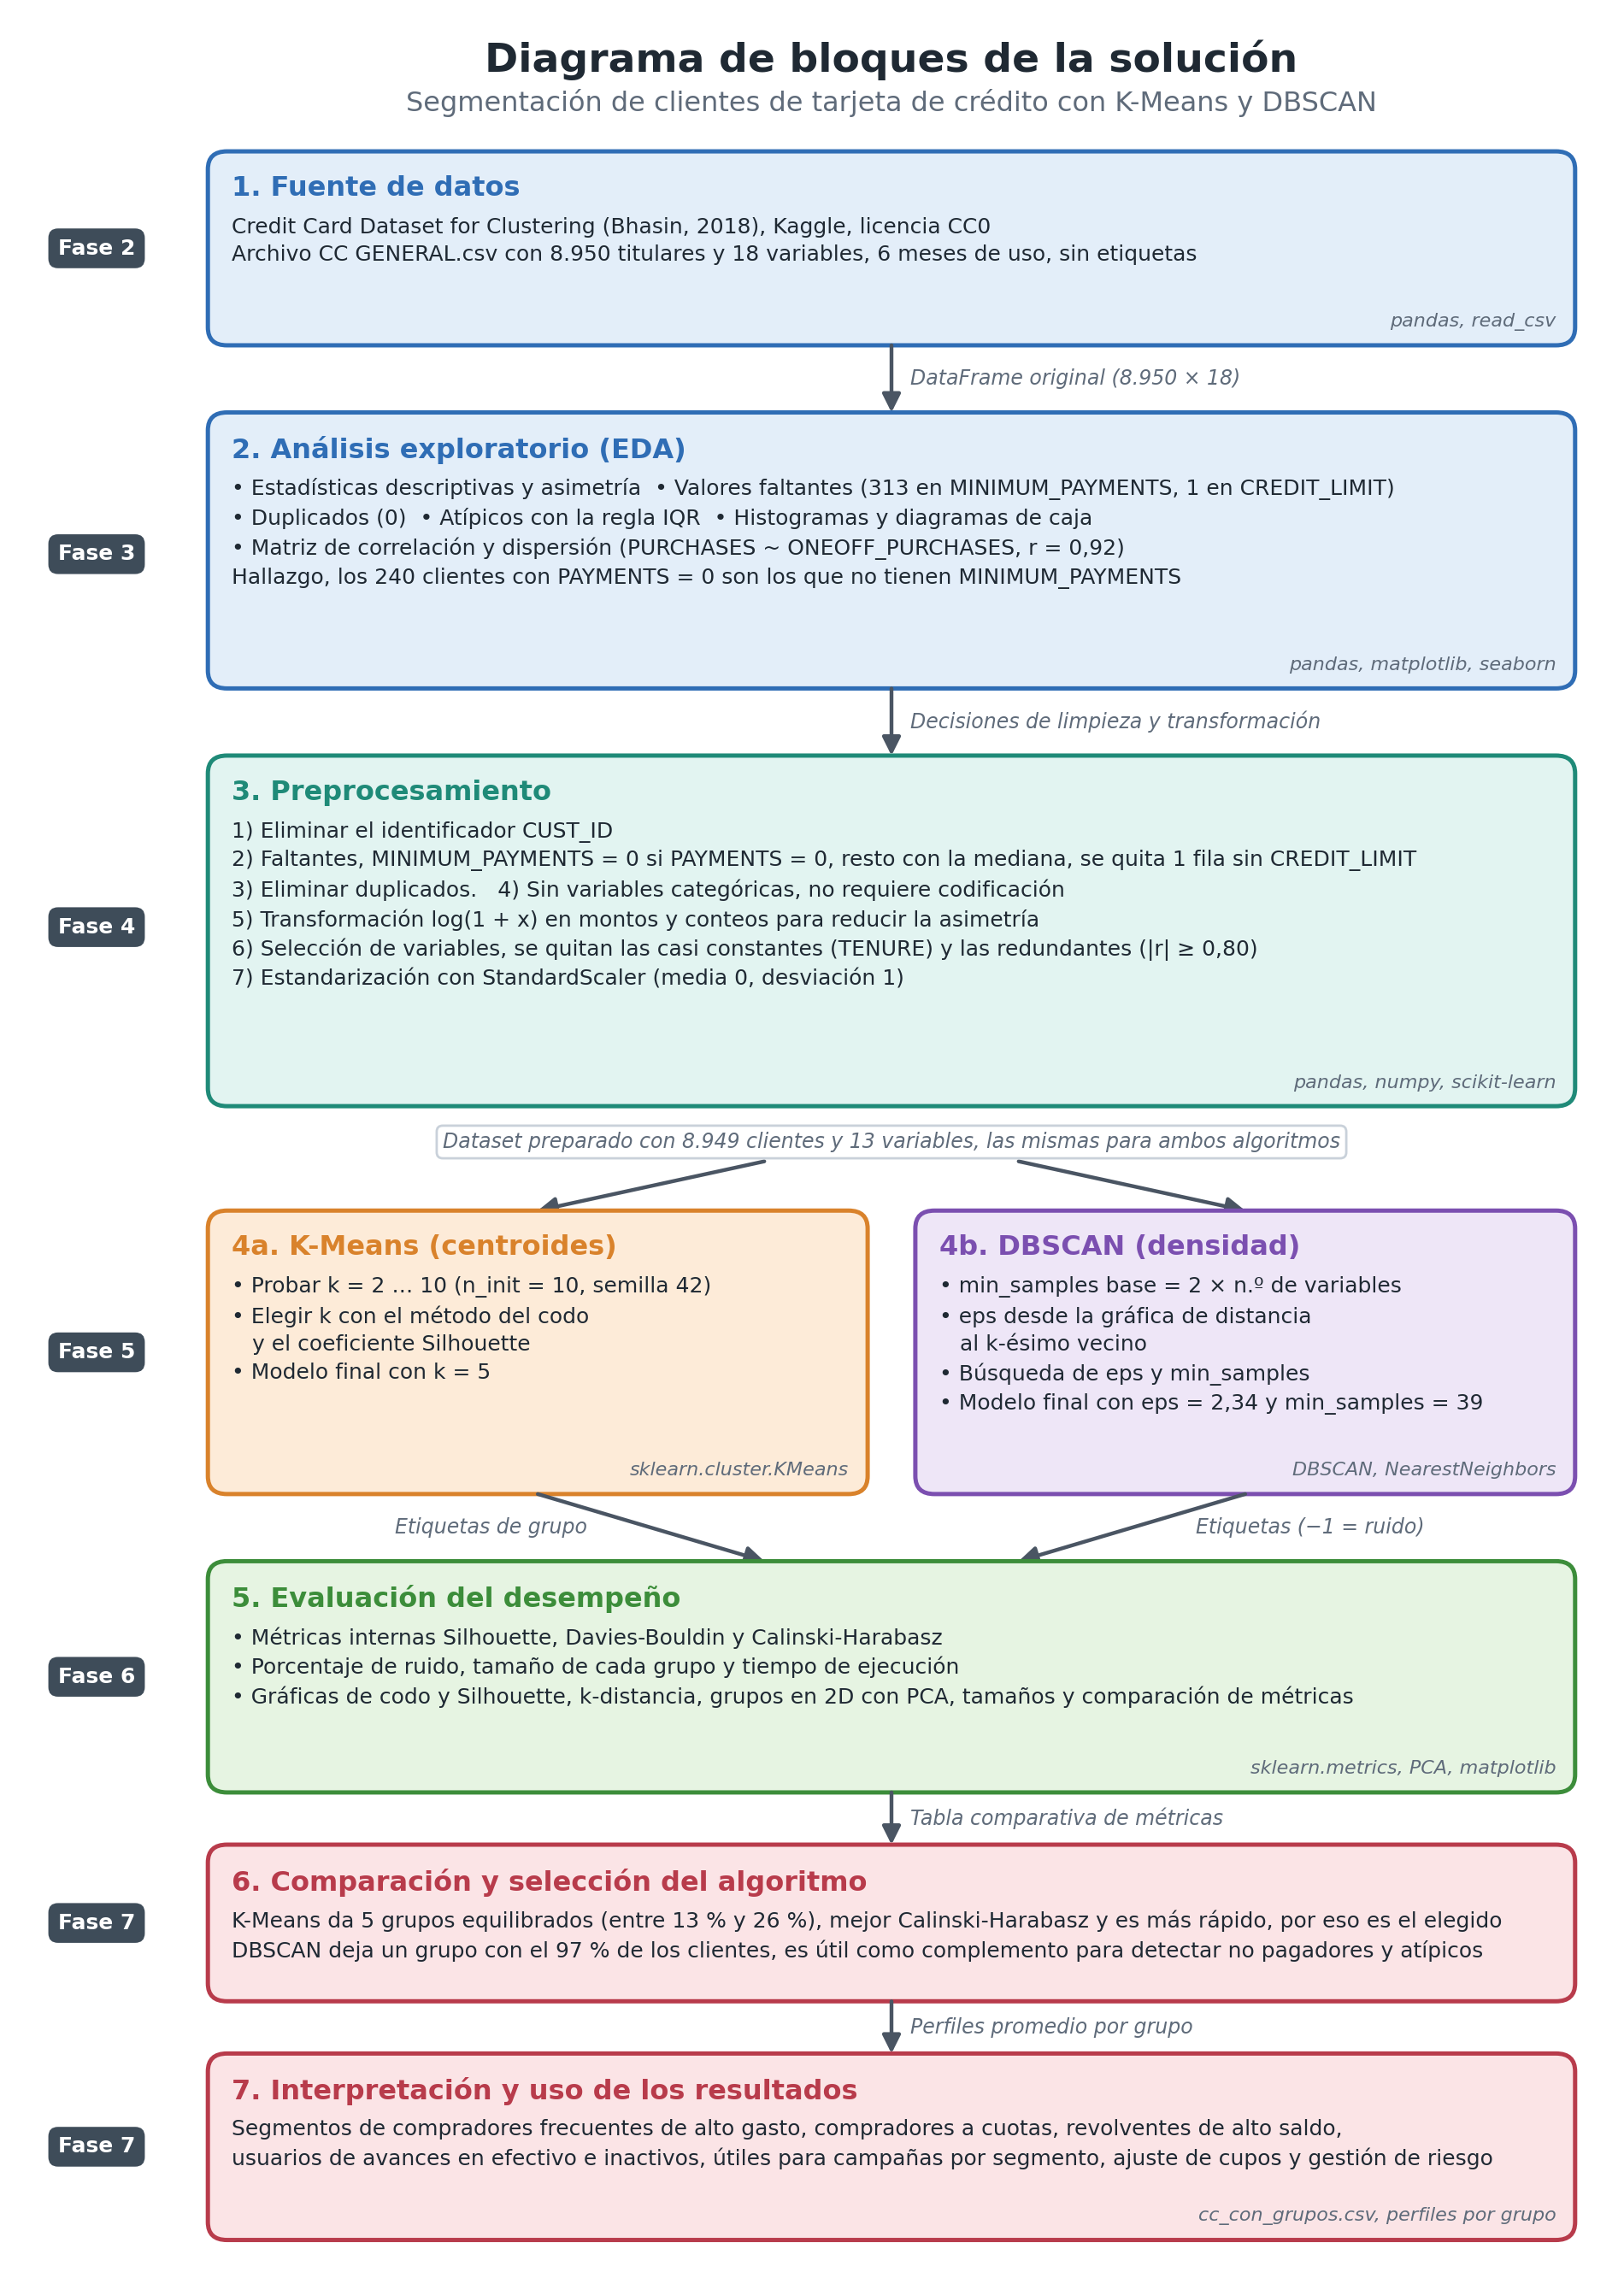 Diagrama de bloques de la solución
Segmentación de clientes de tarjeta de crédito con K-Means y DBSCAN
Fase 2
1. Fuente de datos
Credit Card Dataset for Clustering (Bhasin, 2018), Kaggle, licencia CC0
Archivo CC GENERAL.csv con 8.950 titulares y 18 variables, 6 meses de uso, sin etiquetas
pandas, read_csv
DataFrame original (8.950 × 18)
Fase 3
2. Análisis exploratorio (EDA)
• Estadísticas descriptivas y asimetría • Valores faltantes (313 en MINIMUM_PAYMENTS, 1 en CREDIT_LIMIT)
• Duplicados (0) • Atípicos con la regla IQR • Histogramas y diagramas de caja
• Matriz de correlación y dispersión (PURCHASES ~ ONEOFF_PURCHASES, r = 0,92)
Hallazgo, los 240 clientes con PAYMENTS = 0 son los que no tienen MINIMUM_PAYMENTS
pandas, matplotlib, seaborn
Decisiones de limpieza y transformación
Fase 4
3. Preprocesamiento
1) Eliminar el identificador CUST_ID
2) Faltantes, MINIMUM_PAYMENTS = 0 si PAYMENTS = 0, resto con la mediana, se quita 1 fila sin CREDIT_LIMIT
3) Eliminar duplicados. 4) Sin variables categóricas, no requiere codificación
5) Transformación log(1 + x) en montos y conteos para reducir la asimetría
6) Selección de variables, se quitan las casi constantes (TENURE) y las redundantes (|r| ≥ 0,80)
7) Estandarización con StandardScaler (media 0, desviación 1)
pandas, numpy, scikit-learn
Dataset preparado con 8.949 clientes y 13 variables, las mismas para ambos algoritmos
Fase 5
4a. K-Means (centroides)
• Probar k = 2 … 10 (n_init = 10, semilla 42)
• Elegir k con el método del codo
y el coeficiente Silhouette
• Modelo final con k = 5
sklearn.cluster.KMeans
4b. DBSCAN (densidad)
• min_samples base = 2 × n.º de variables
• eps desde la gráfica de distancia
al k-ésimo vecino
• Búsqueda de eps y min_samples
• Modelo final con eps = 2,34 y min_samples = 39
DBSCAN, NearestNeighbors
Etiquetas de grupo
Etiquetas (−1 = ruido)
Fase 6
5. Evaluación del desempeño
• Métricas internas Silhouette, Davies-Bouldin y Calinski-Harabasz
• Porcentaje de ruido, tamaño de cada grupo y tiempo de ejecución
• Gráficas de codo y Silhouette, k-distancia, grupos en 2D con PCA, tamaños y comparación de métricas
sklearn.metrics, PCA, matplotlib
Tabla comparativa de métricas
Fase 7
6. Comparación y selección del algoritmo
K-Means da 5 grupos equilibrados (entre 13 % y 26 %), mejor Calinski-Harabasz y es más rápido, por eso es el elegido
DBSCAN deja un grupo con el 97 % de los clientes, es útil como complemento para detectar no pagadores y atípicos
Perfiles promedio por grupo
Fase 7
7. Interpretación y uso de los resultados
Segmentos de compradores frecuentes de alto gasto, compradores a cuotas, revolventes de alto saldo,
usuarios de avances en efectivo e inactivos, útiles para campañas por segmento, ajuste de cupos y gestión de riesgo
cc_con_grupos.csv, perfiles por grupo